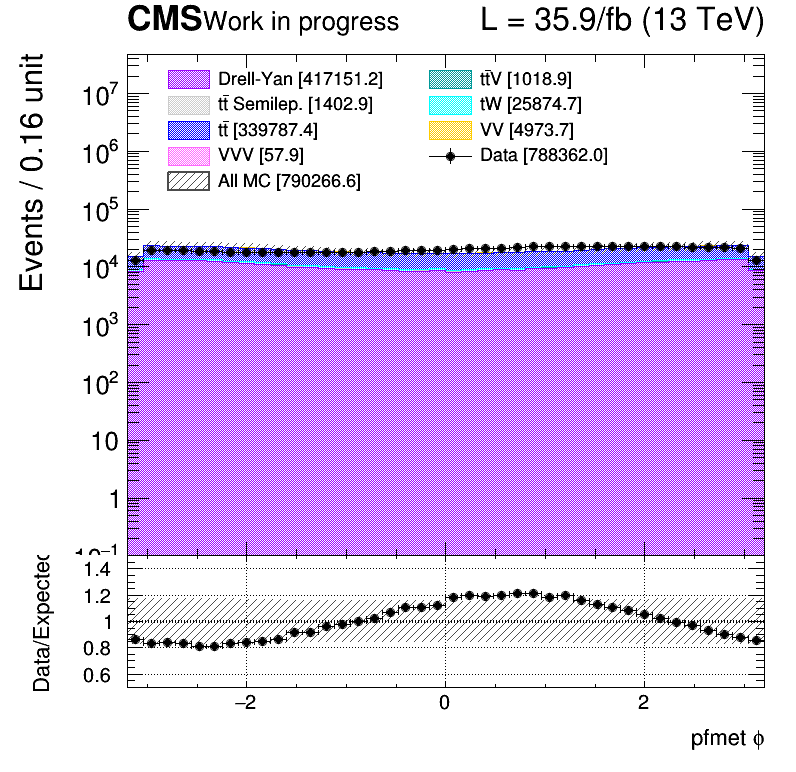 CMS Work in progress L = 35.9/fb (13 TeV)
Events / 0.16 unit
Drell-Yan [417151.2]
tt̄ Semilep. [1402.9]
tt̄ [339787.4]
VVV [57.9]
All MC [790266.6]
tt̄V [1018.9]
tW [25874.7]
VV [4973.7]
Data [788362.0]
10⁷
10⁶
10⁵
10⁴
10³
10²
10
1
10⁻¹
Data/Expected
1.4
1.2
1
0.8
0.6
−2 0 2
pfmet ϕ